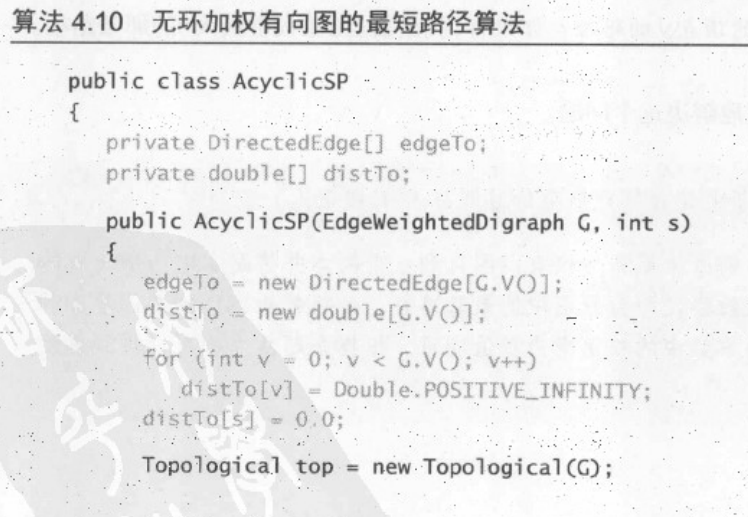 算法 4.10 无环加权有向图的最短路径算法
public class AcyclicSP
{
private DirectedEdge[] edgeTo;
private double[] distTo;
public AcyclicSP(EdgeWeightedDigraph G, int s)
{
edgeTo = new DirectedEdge[G.V()];
distTo = new double[G.V()];
for (int v = 0; v < G.V(); v++)
distTo[v] = Double.POSITIVE_INFINITY;
distTo[s] = 0.0;
Topological top = new Topological(G);